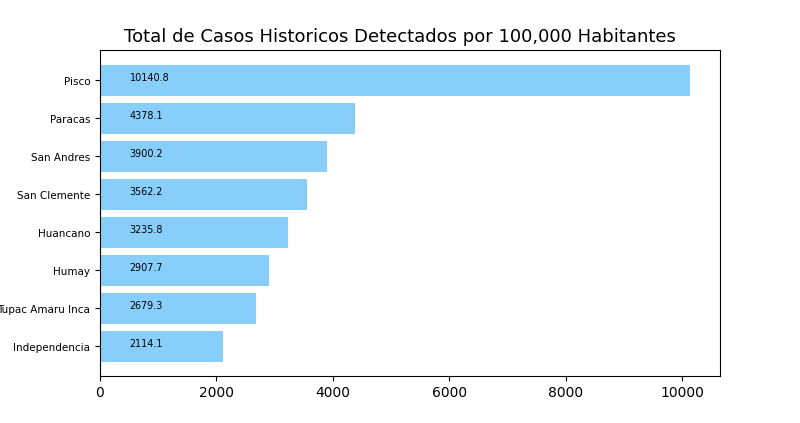 Total de Casos Historicos Detectados por 100,000 Habitantes
Pisco 10140.8
Paracas 4378.1
San Andres 3900.2
San Clemente 3562.2
Huancano 3235.8
Humay 2907.7
Tupac Amaru Inca 2679.3
Independencia 2114.1
0 2000 4000 6000 8000 10000